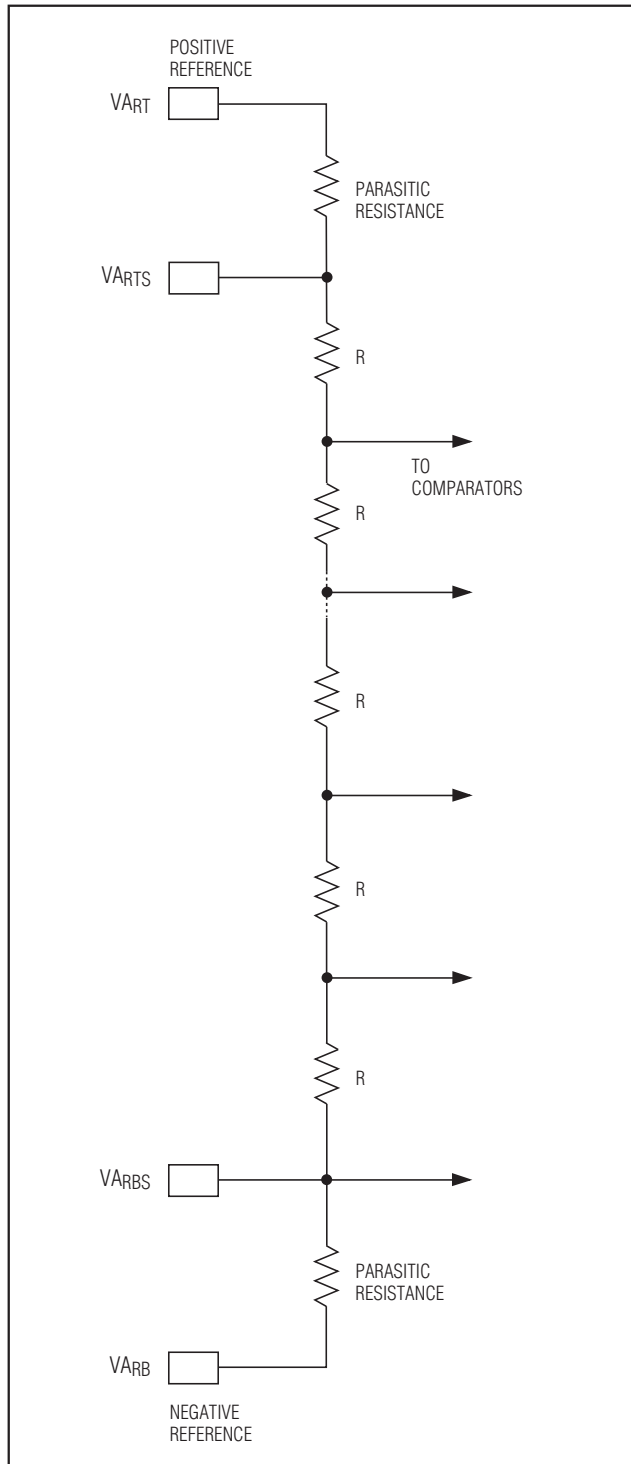 POSITIVE
REFERENCE
VART
PARASITIC
RESISTANCE
VARTS
R
TO
COMPARATORS
R
R
R
R
VARBS
PARASITIC
RESISTANCE
VARB
NEGATIVE
REFERENCE